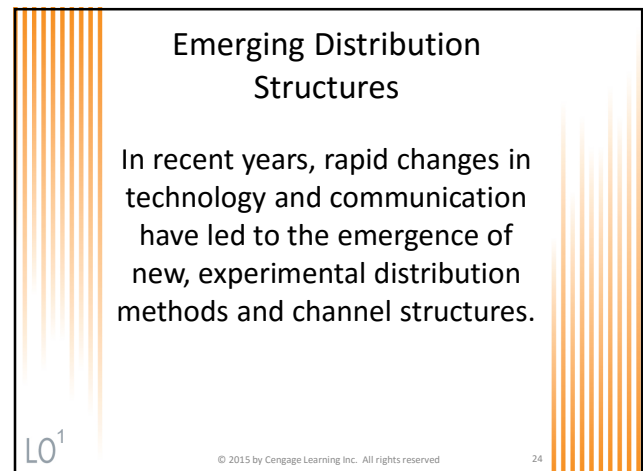 Emerging Distribution
Structures
In recent years, rapid changes in
technology and communication
have led to the emergence of
new, experimental distribution
methods and channel structures.
LO¹
© 2015 by Cengage Learning Inc. All rights reserved
24